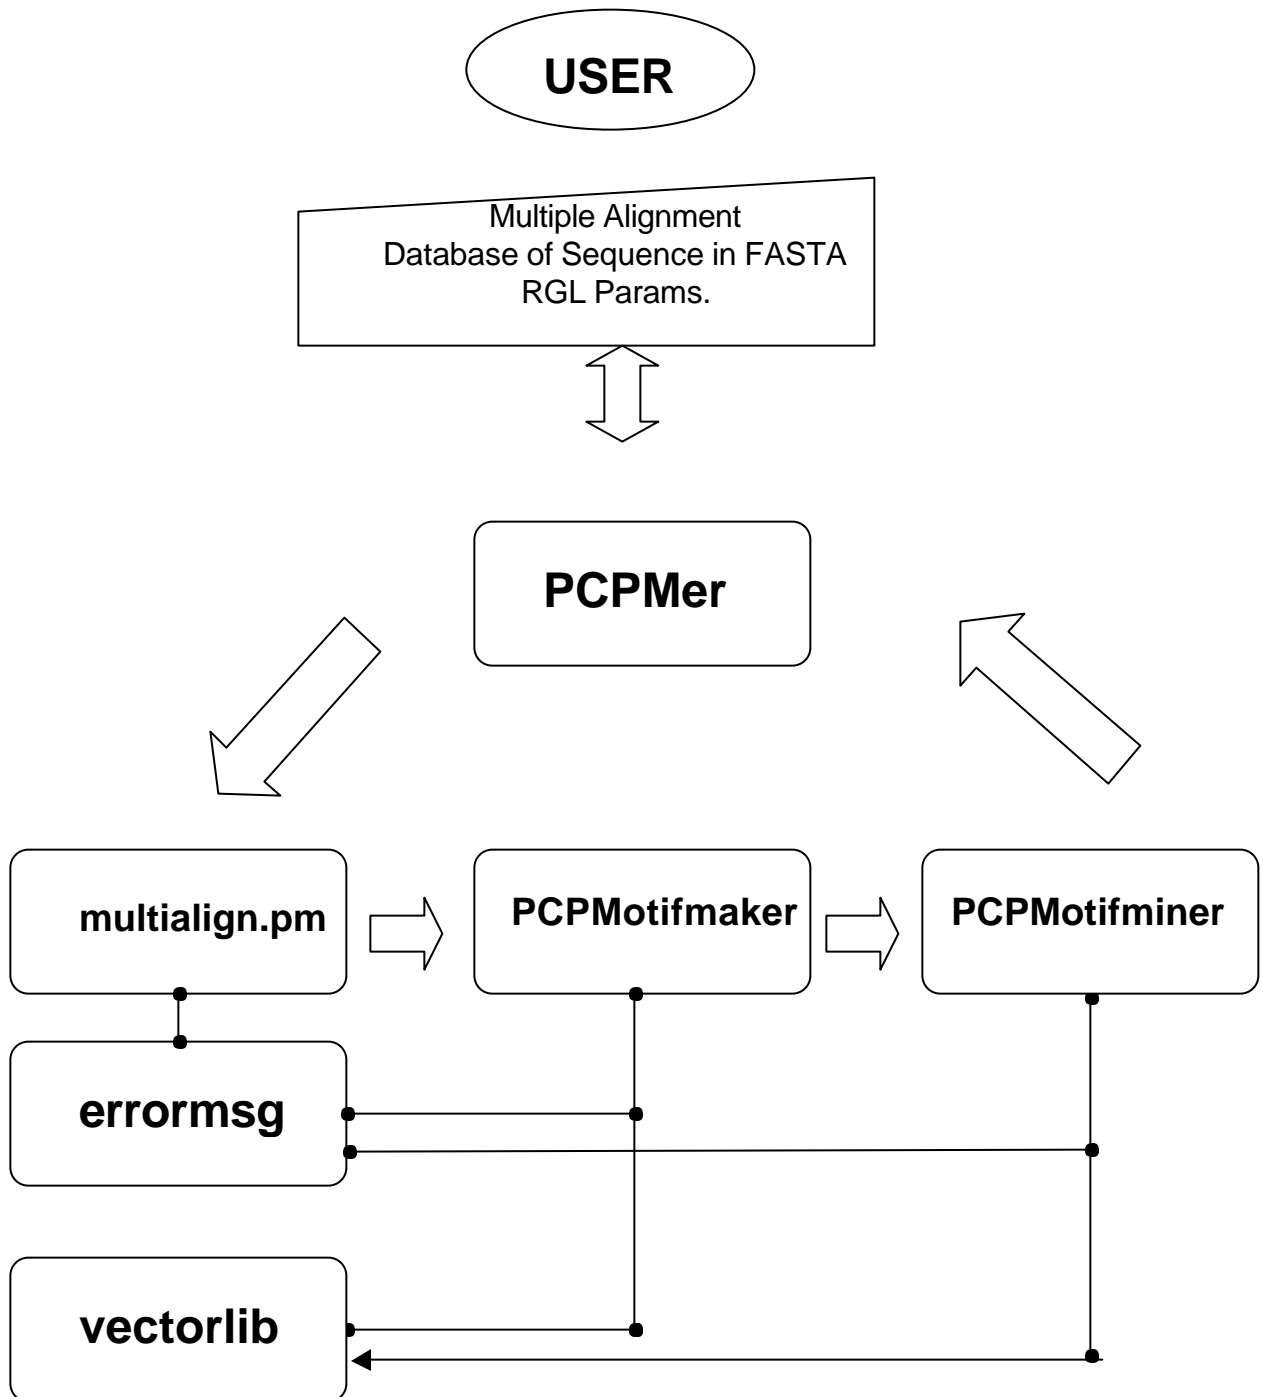 USER
Multiple Alignment
Database of Sequence in FASTA
RGL Params.
PCPMer
multialign.pm
PCPMotifmaker
PCPMotifminer
errormsg
vectorlib